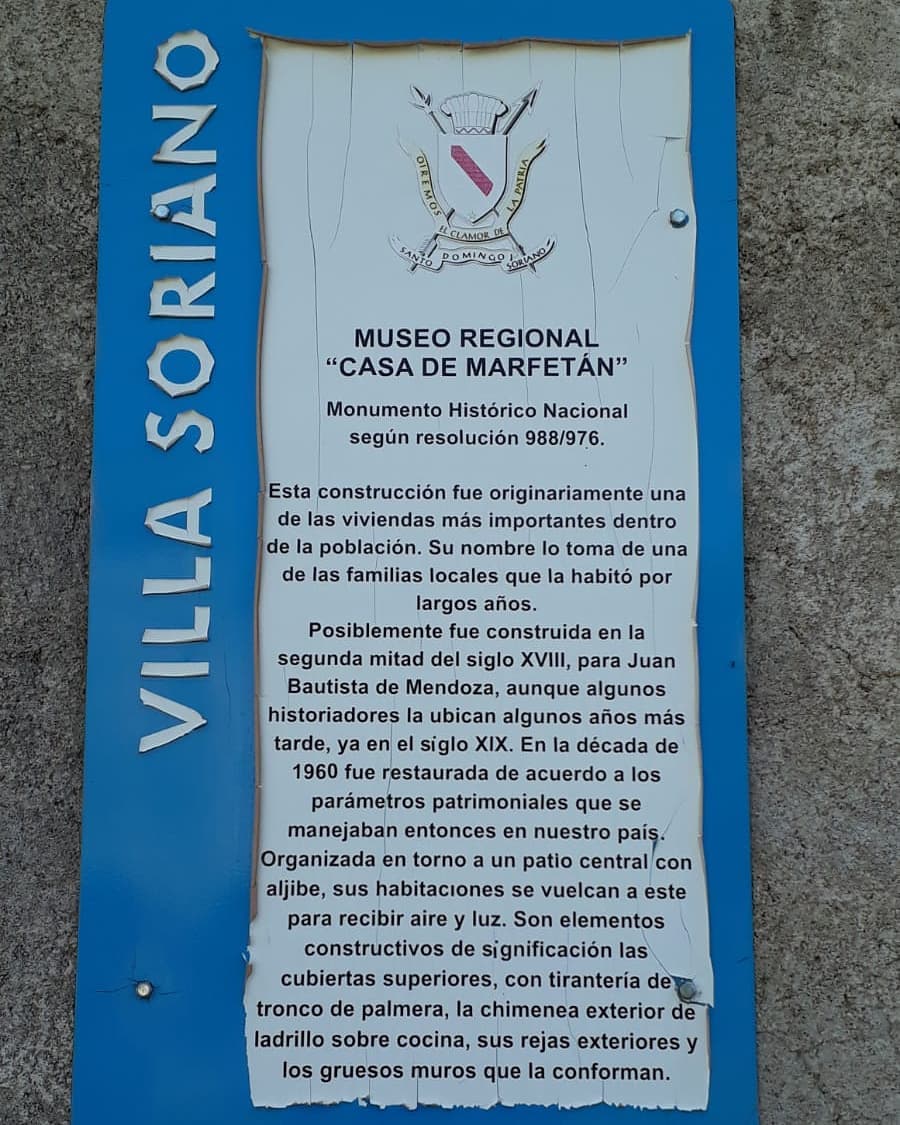 VILLA SORIANO
OIREMOS
EL CLAMOR DE
LA PATRIA
SANTO DOMINGO SORIANO
MUSEO REGIONAL
“CASA DE MARFETÁN”
Monumento Histórico Nacional
según resolución 988/976.
Esta construcción fue originariamente una
de las viviendas más importantes dentro
de la población. Su nombre lo toma de una
de las familias locales que la habitó por
largos años.
Posiblemente fue construida en la
segunda mitad del siglo XVIII, para Juan
Bautista de Mendoza, aunque algunos
historiadores la ubican algunos años más
tarde, ya en el siglo XIX. En la década de
1960 fue restaurada de acuerdo a los
parámetros patrimoniales que se
manejaban entonces en nuestro país.
Organizada en torno a un patio central con
aljibe, sus habitaciones se vuelcan a este
para recibir aire y luz. Son elementos
constructivos de significación las
cubiertas superiores, con tirantería de
tronco de palmera, la chimenea exterior de
ladrillo sobre cocina, sus rejas exteriores y
los gruesos muros que la conforman.